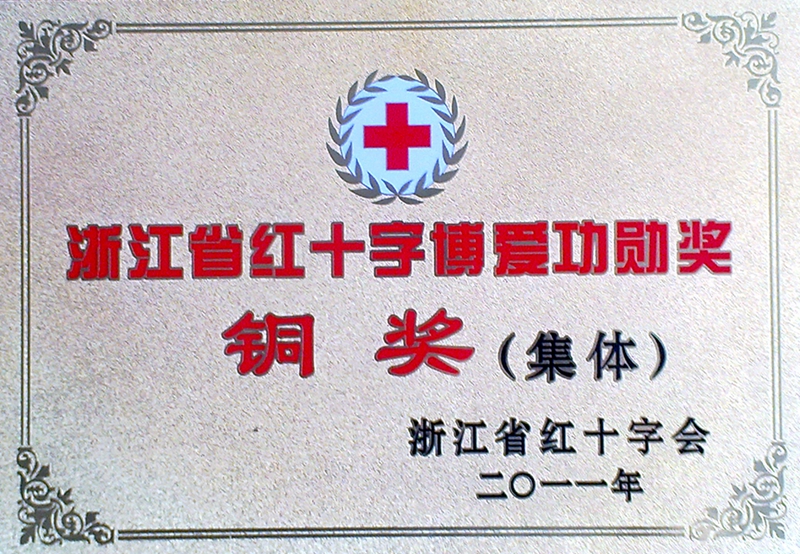 浙江省红十字博爱功勋奖
铜奖（集体）
浙江省红十字会
二〇一一年